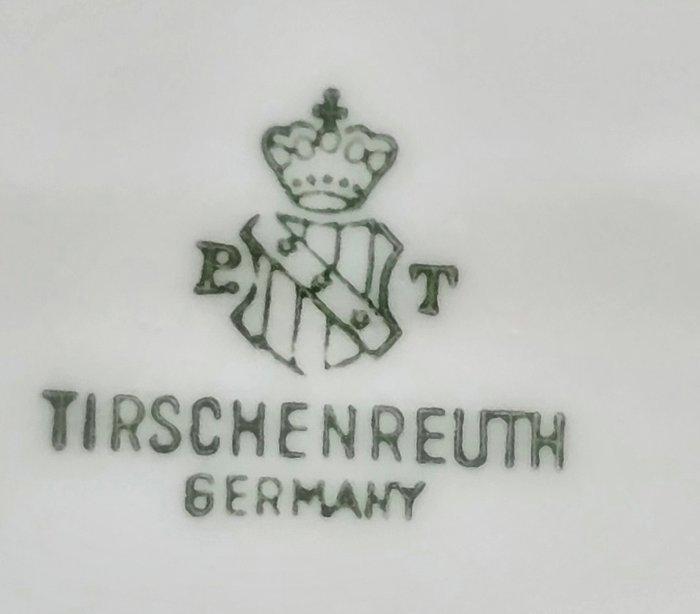 P. T
TIRSCHENREUTH
GERMANY